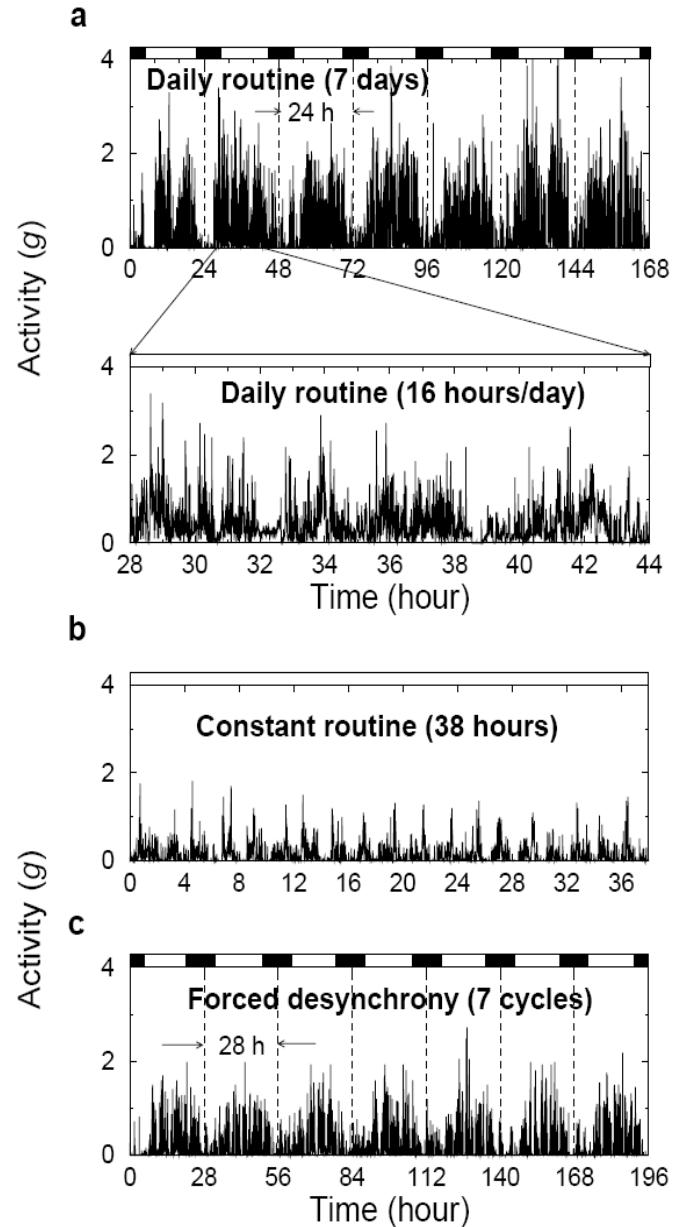 a
4
Daily routine (7 days)
24 h
2
0
0 24 48 72 96 120 144 168
Activity (g)
4
Daily routine (16 hours/day)
2
0
28 30 32 34 36 38 40 42 44
Time (hour)
b
4
Constant routine (38 hours)
2
0
0 4 8 12 16 20 24 28 32 36
Activity (g)
c
4
Forced desynchrony (7 cycles)
28 h
2
0
0 28 56 84 112 140 168 196
Time (hour)